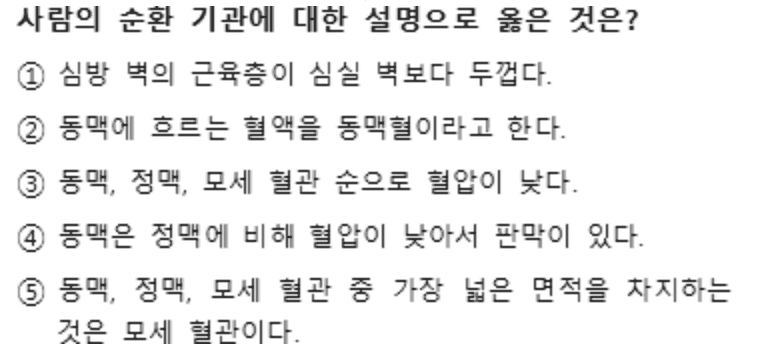 사람의 순환 기관에 대한 설명으로 옳은 것은?
① 심방 벽의 근육층이 심실 벽보다 두껍다.
② 동맥에 흐르는 혈액을 동맥혈이라고 한다.
③ 동맥, 정맥, 모세 혈관 순으로 혈압이 낮다.
④ 동맥은 정맥에 비해 혈압이 낮아서 판막이 있다.
⑤ 동맥, 정맥, 모세 혈관 중 가장 넓은 면적을 차지하는
것은 모세 혈관이다.